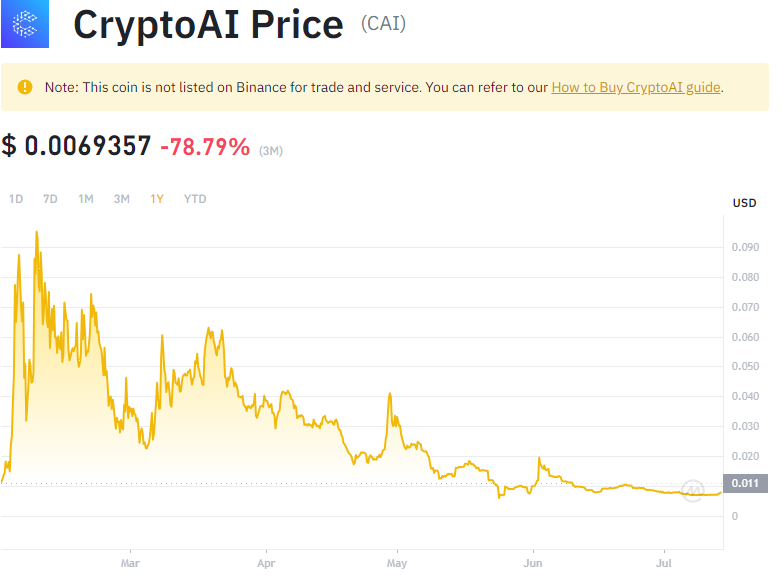 CryptoAI Price (CAI)
Note: This coin is not listed on Binance for trade and service. You can refer to our How to Buy CryptoAI guide.
$ 0.0069357 -78.79% (3M)
1D 7D 1M 3M 1Y YTD
USD
0.090
0.080
0.070
0.060
0.050
0.040
0.030
0.020
0.011
0
Mar Apr May Jun Jul